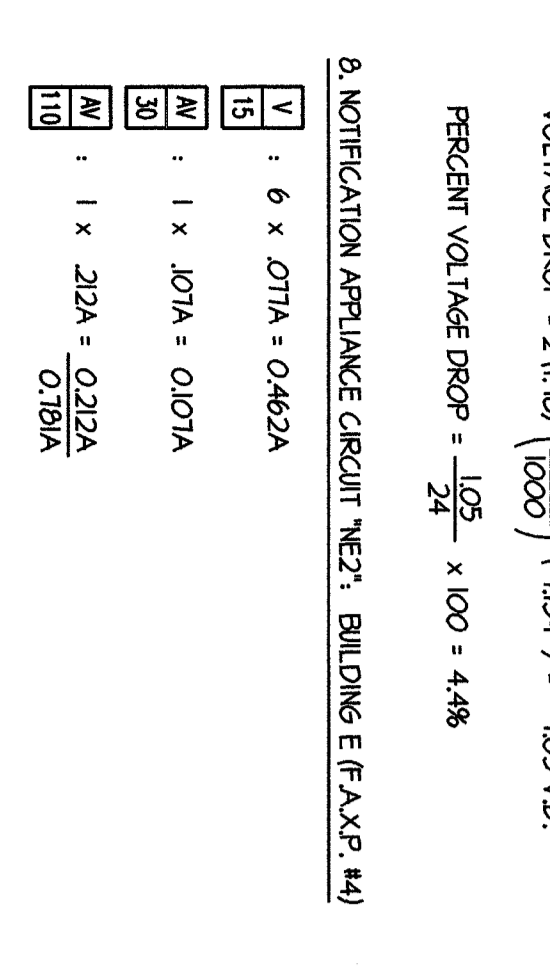 1000
PERCENT VOLTAGE DROP = 1.05 / 24 x 100 = 4.4%
8. NOTIFICATION APPLIANCE CIRCUIT "NE2": BUILDING E (F.A.X.P. #4)
V 15 : 6 x .077A = 0.462A
AV 30 : 1 x .107A = 0.107A
AV 110 : 1 x .212A = 0.212A
0.781A